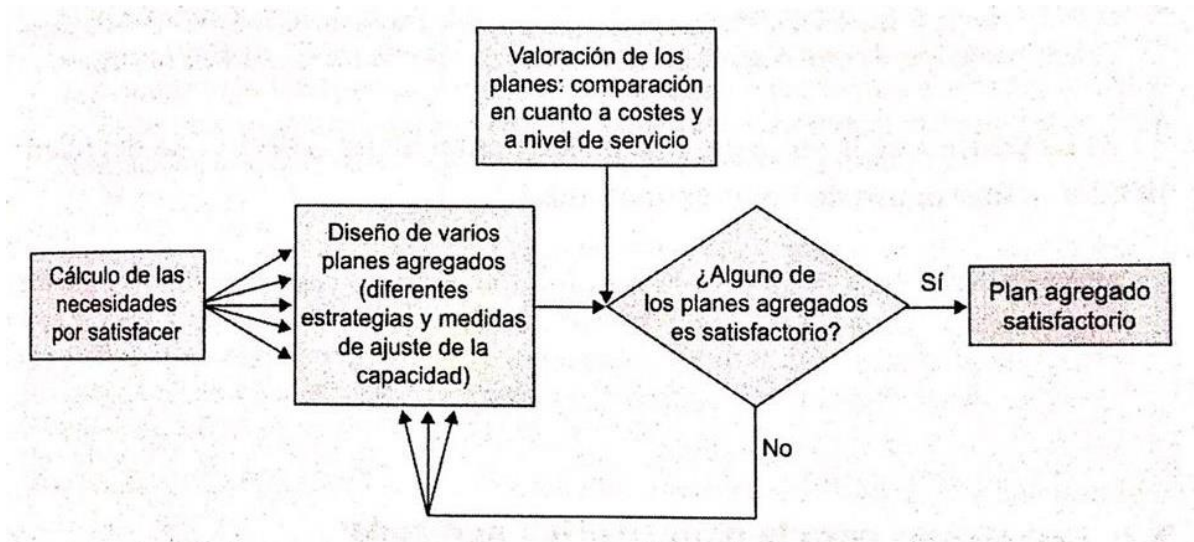 Valoración de los
planes: comparación
en cuanto a costes y
a nivel de servicio
Cálculo de las
necesidades
por satisfacer
Diseño de varios
planes agregados
(diferentes
estrategias y medidas
de ajuste de la
capacidad)
¿Alguno de
los planes agregados
es satisfactorio?
Sí
Plan agregado
satisfactorio
No